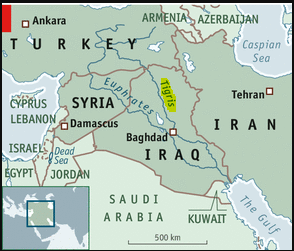 Ankara
ARMENIA
AZERBAIJAN
TURKEY
Caspian
Sea
Tigris
CYPRUS
SYRIA
Euphrates
Tehran
LEBANON
Damascus
Baghdad
IRAN
ISRAEL
Dead
Sea
IRAQ
EGYPT
JORDAN
SAUDI
ARABIA
KUWAIT
The Gulf
500 km